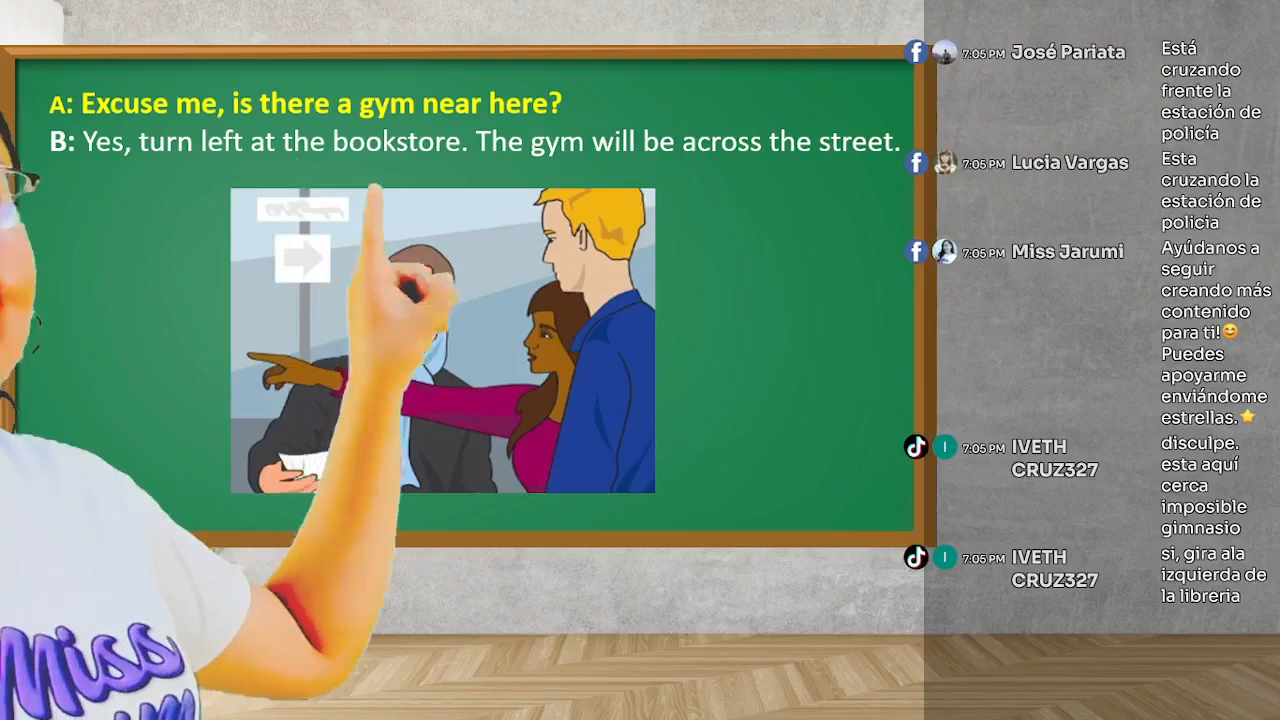 A: Excuse me, is there a gym near here?
B: Yes, turn left at the bookstore. The gym will be across the street.
7:05 PM José Pariata
Está
cruzando
frente la
estación de
policía
7:05 PM Lucia Vargas
Esta
cruzando la
estación de
policia
7:05 PM Miss Jarumi
Ayúdanos a
seguir
creando más
contenido
para ti!😊
Puedes
apoyarme
enviándome
estrellas.⭐
7:05 PM IVETH
CRUZ327
disculpe.
esta aquí
cerca
imposible
gimnasio
7:05 PM IVETH
CRUZ327
si, gira ala
izquierda de
la libreria
Miss